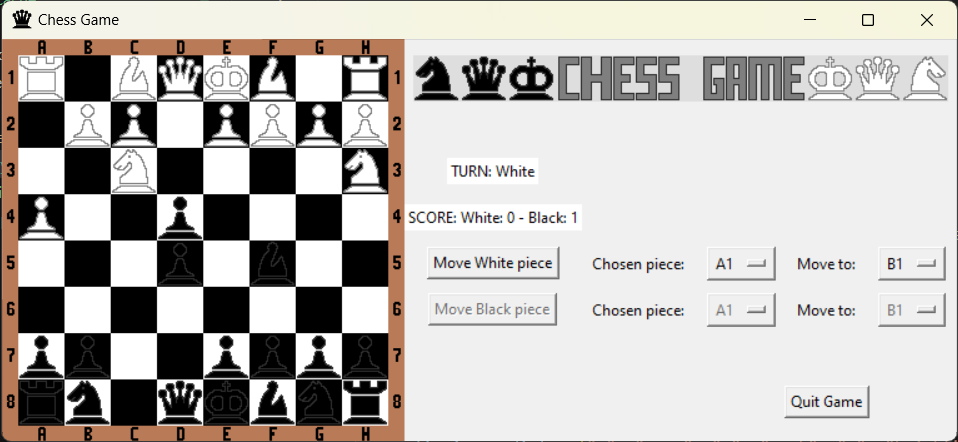 Chess Game
A B C D E F G H
CHESS GAME
1 1
2 2
3 3
TURN: White
4 4
SCORE: White: 0 - Black: 1
5 5
Move White piece Chosen piece: A1 Move to: B1
6 6
Move Black piece Chosen piece: A1 Move to: B1
7 7
8 8
Quit Game
A B C D E F G H